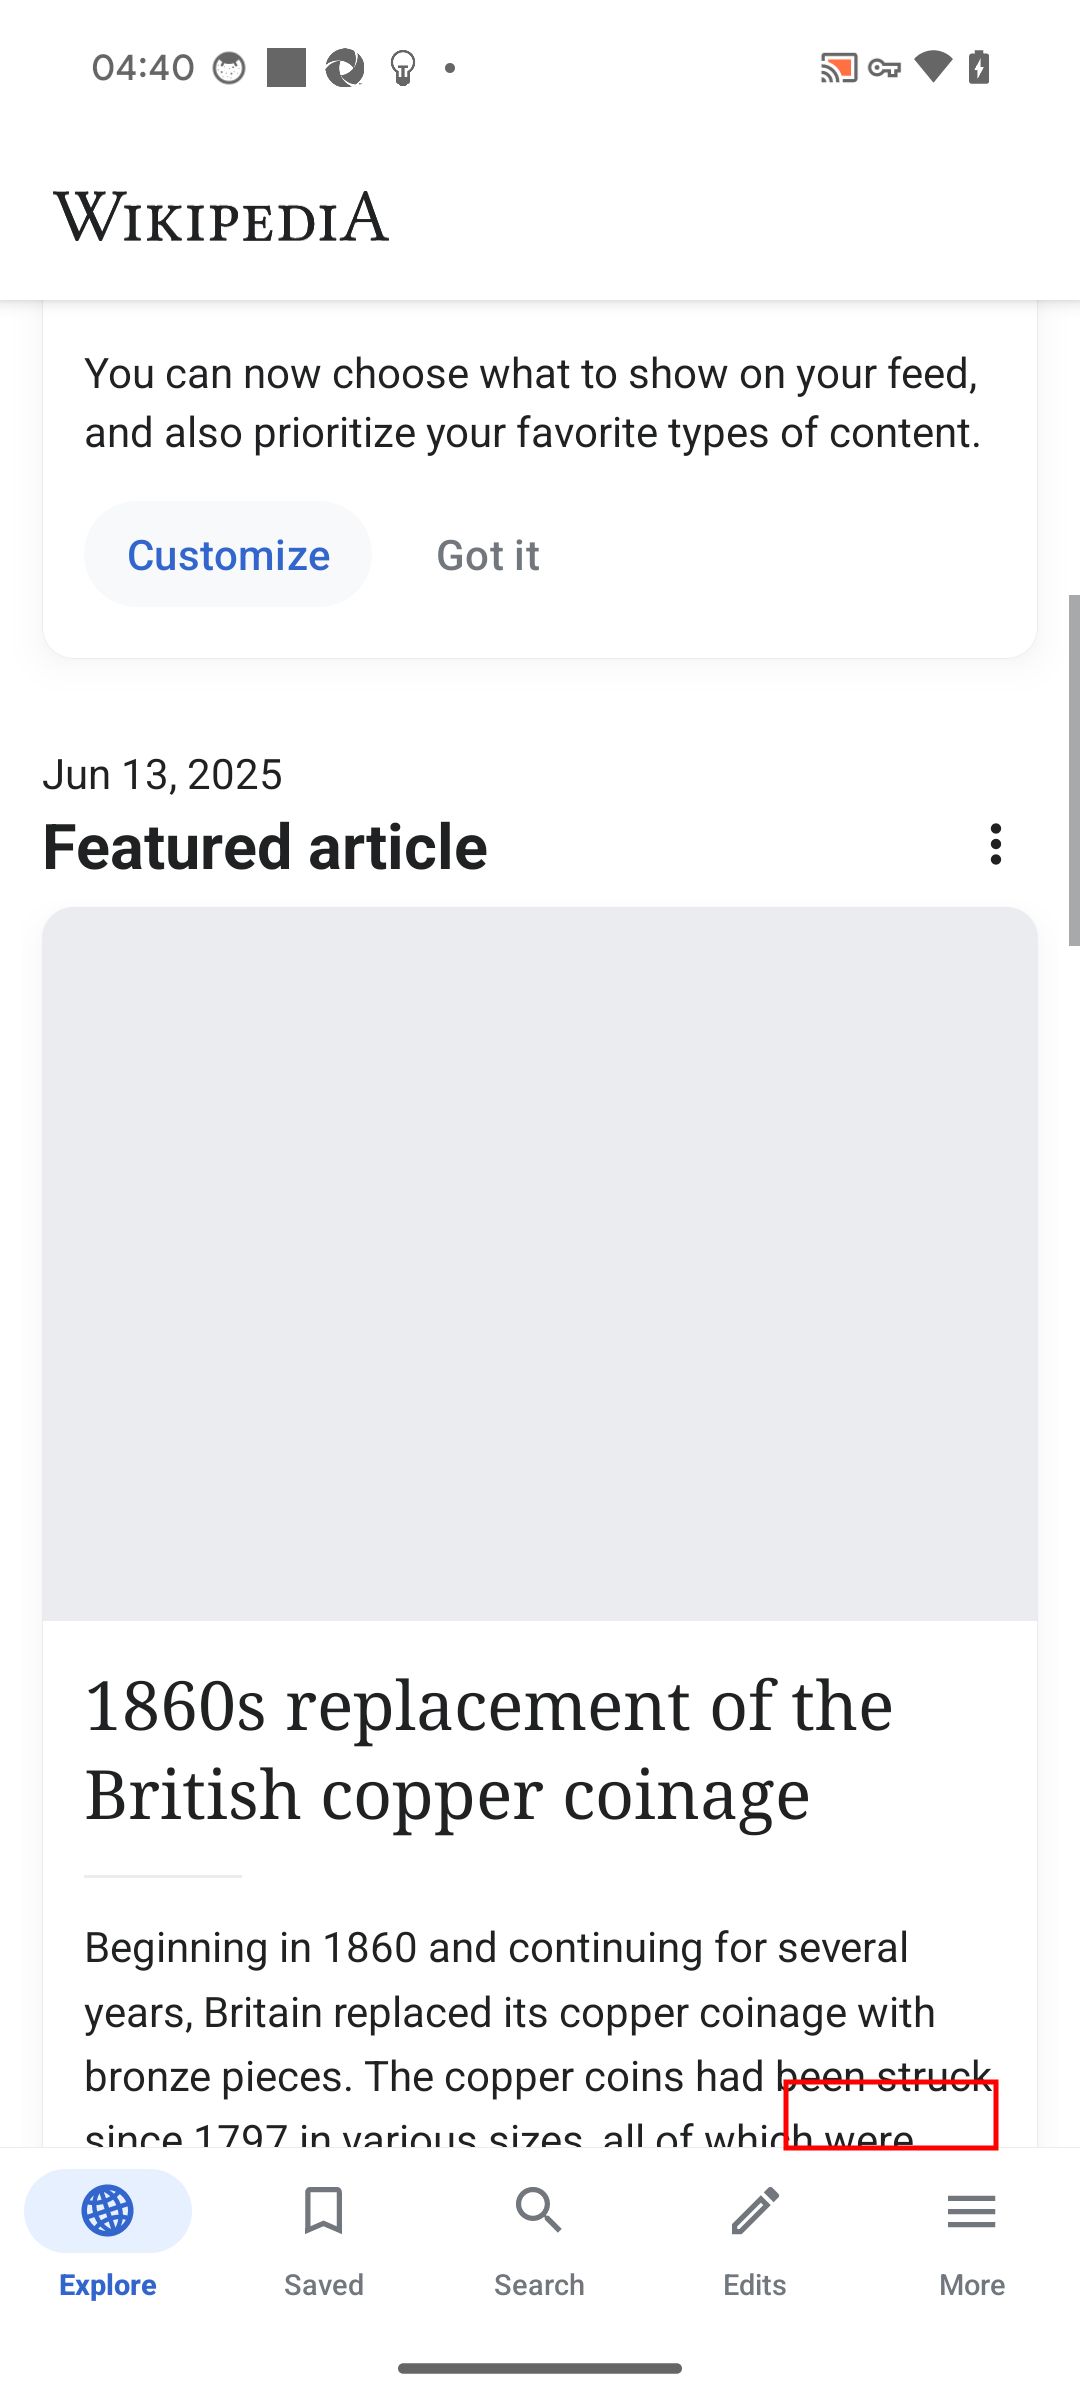 04:40
WIKIPEDIA
You can now choose what to show on your feed,
and also prioritize your favorite types of content.
Customize Got it
Jun 13, 2025
Featured article
1860s replacement of the
British copper coinage
Beginning in 1860 and continuing for several
years, Britain replaced its copper coinage with
bronze pieces. The copper coins had been struck
since 1797 in various sizes, all of which were
Explore Saved Search Edits More